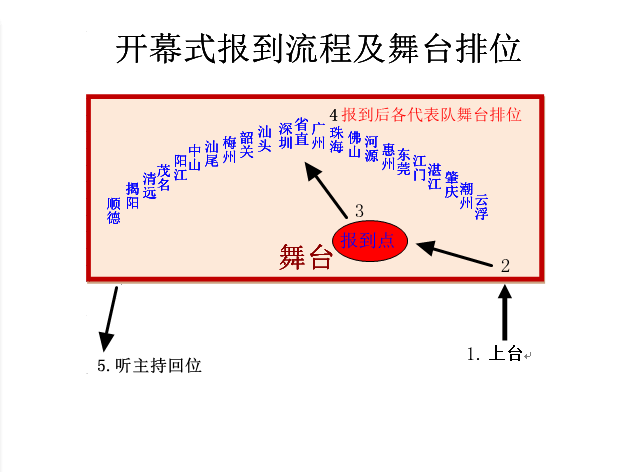 开幕式报到流程及舞台排位
4 报到后各代表队舞台排位
顺德
揭阳
清远
茂名
阳江
中山
汕尾
梅州
韶关
汕头
深圳
省直
广州
珠海
佛山
河源
惠州
东莞
江门
湛江
肇庆
潮州
云浮
3
报到点
舞台
2
1. 上台↵
5. 听主持回位